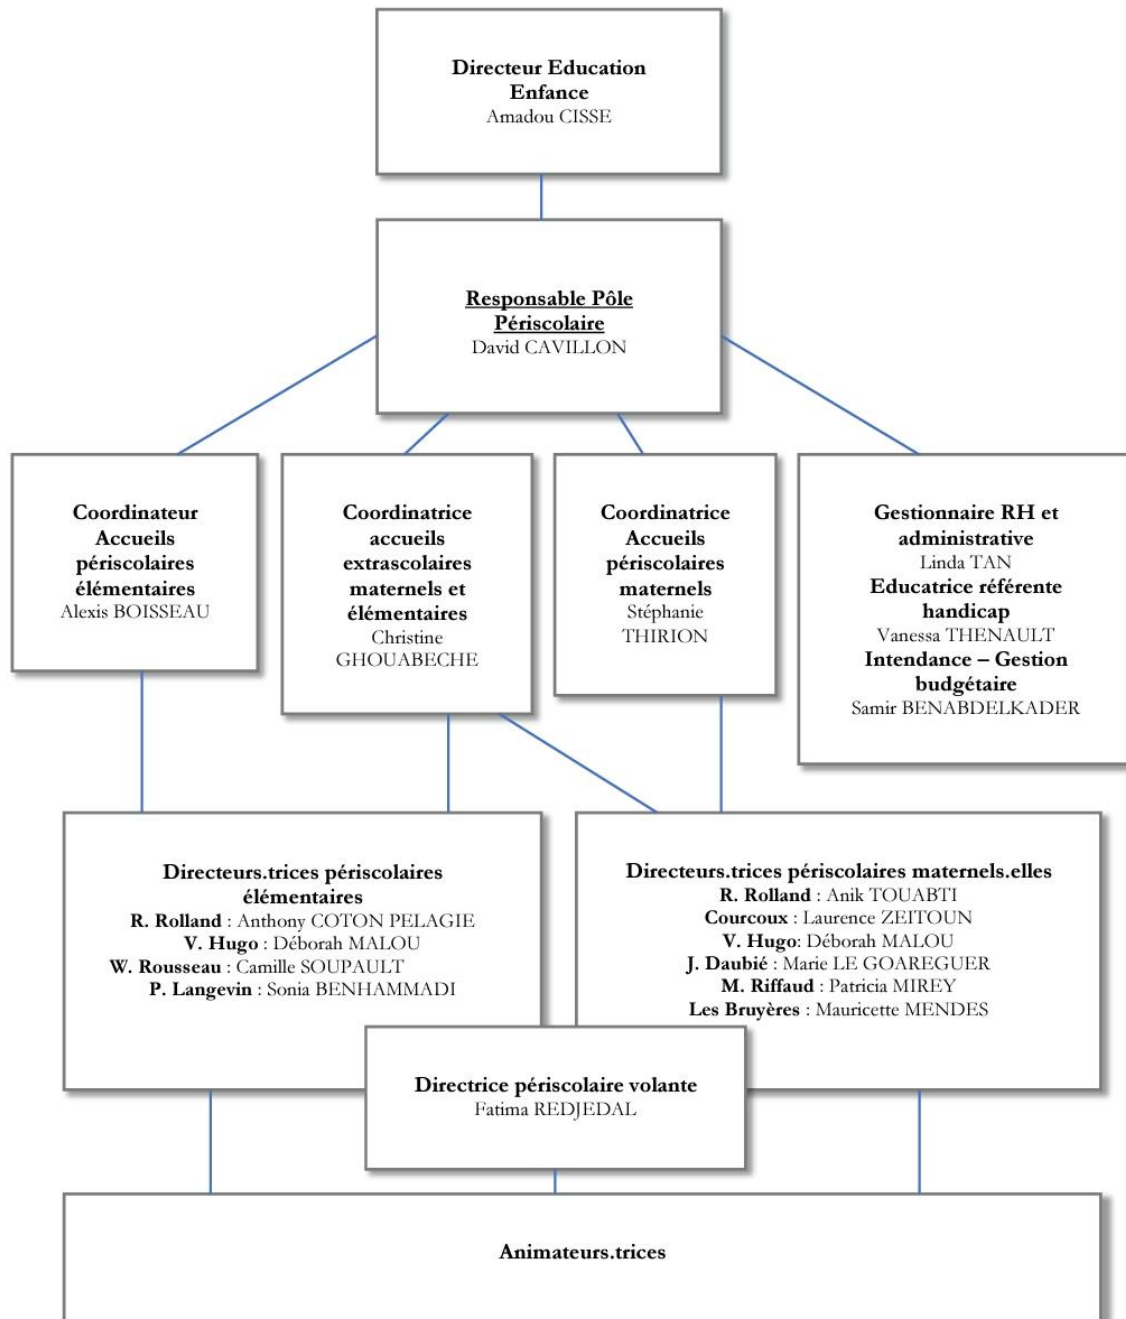 Directeur Education
Enfance
Amadou CISSE
Responsable Pôle
Périscolaire
David CAVILLON
Coordinateur
Accueils
périscolaires
élémentaires
Alexis BOISSEAU
Coordinatrice
accueils
extrascolaires
maternels et
élémentaires
Christine
GHOUABECHE
Coordinatrice
Accueils
périscolaires
maternels
Stéphanie
THIRION
Gestionnaire RH et
administrative
Linda TAN
Educatrice référente
handicap
Vanessa THENAULT
Intendance – Gestion
budgétaire
Samir BENABDELKADER
Directeurs.trices périscolaires
élémentaires
R. Rolland : Anthony COTON PELAGIE
V. Hugo : Déborah MALOU
W. Rousseau : Camille SOUPAULT
P. Langevin : Sonia BENHAMMADI
Directeurs.trices périscolaires maternels.elles
R. Rolland : Anik TOUABTI
Courcoux : Laurence ZEITOUN
V. Hugo: Déborah MALOU
J. Daubié : Marie LE GOAREGUER
M. Riffaud : Patricia MIREY
Les Bruyères : Mauricette MENDES
Directrice périscolaire volante
Fatima REDJEDAL
Animateurs.trices